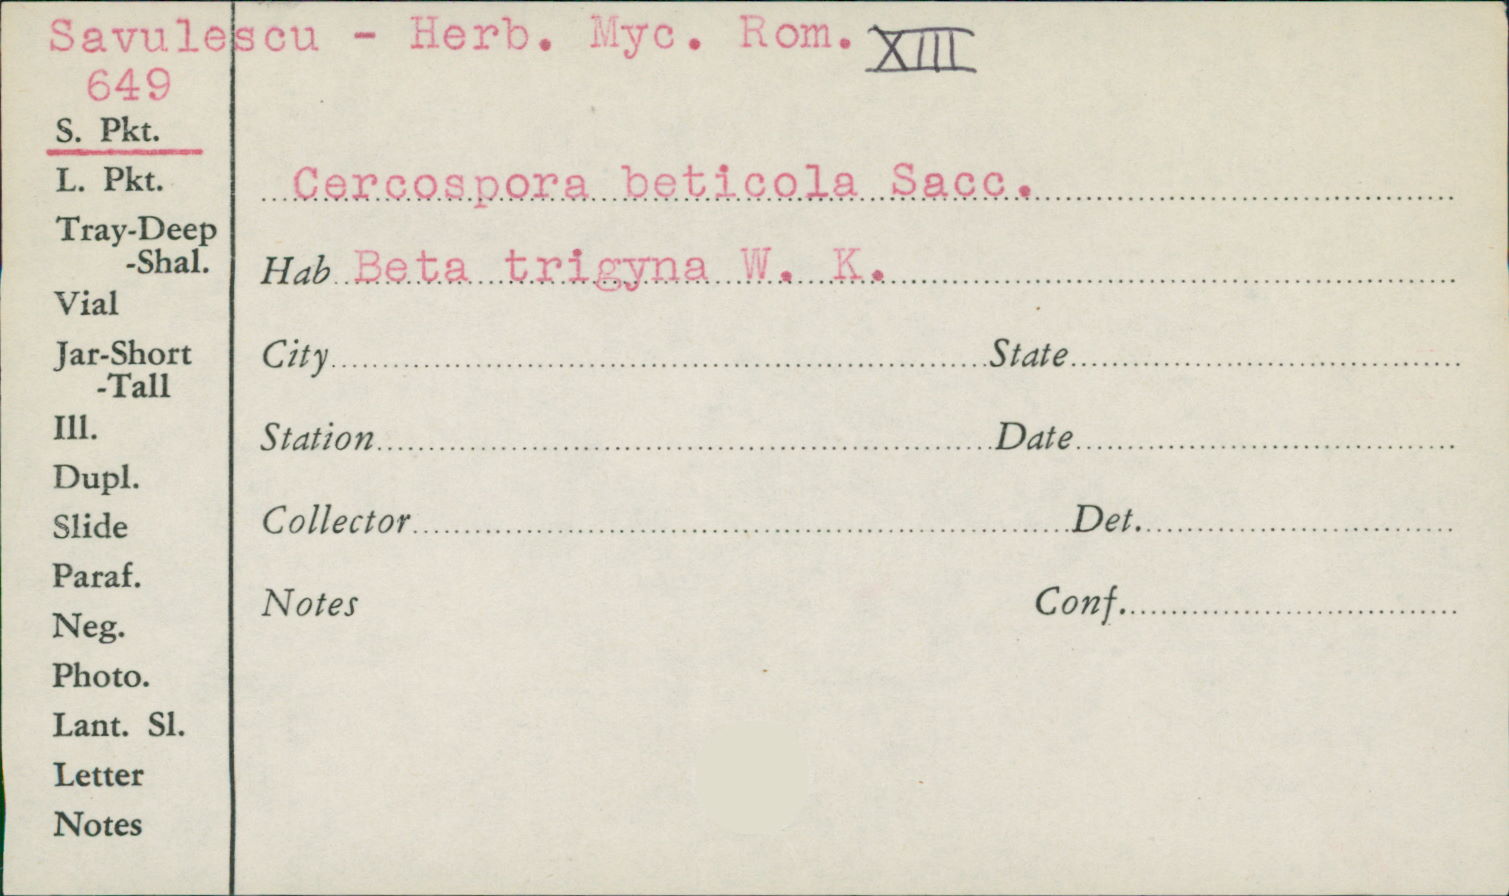 Savulescu - Herb. Myc. Rom. XIII
649
S. Pkt.
L. Pkt.
Tray-Deep
-Shal.
Vial
Jar-Short
-Tall
Ill.
Dupl.
Slide
Paraf.
Neg.
Photo.
Lant. Sl.
Letter
Notes
Cercospora beticola Sacc.
Hab Beta trigyna W. K.
City State
Station Date
Collector Det.
Notes Conf.